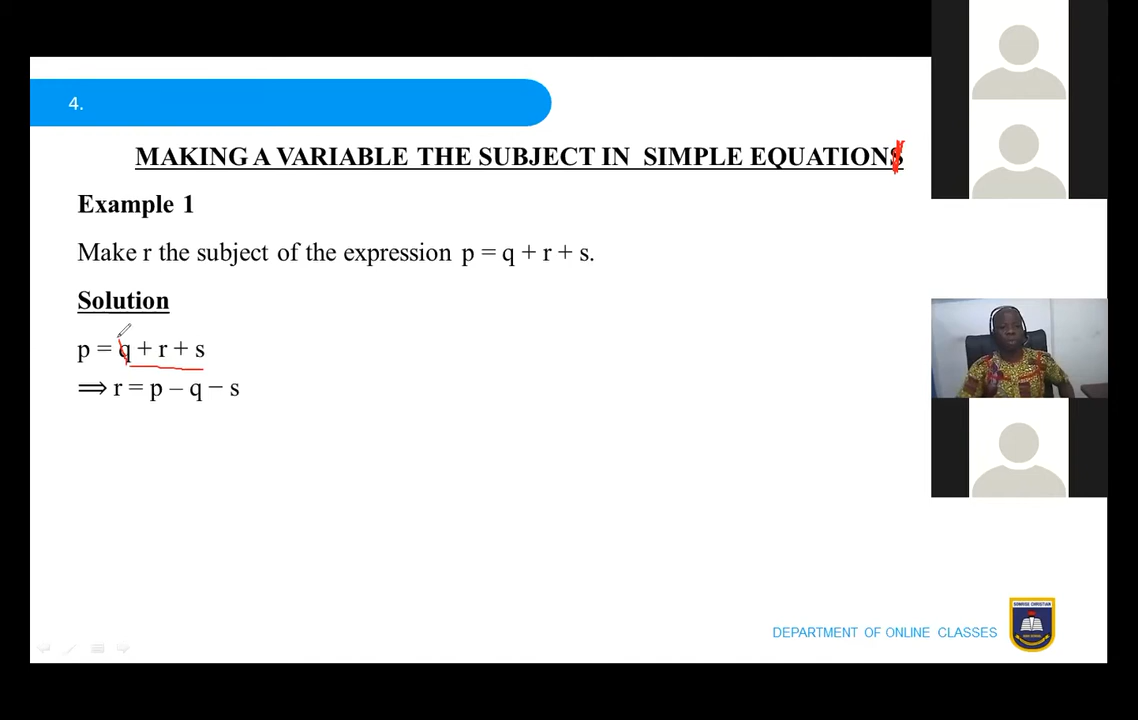 4.
MAKING A VARIABLE THE SUBJECT IN SIMPLE EQUATIONS
Example 1
Make r the subject of the expression p = q + r + s.
Solution
p = q + r + s
⟹ r = p – q − s
DEPARTMENT OF ONLINE CLASSES